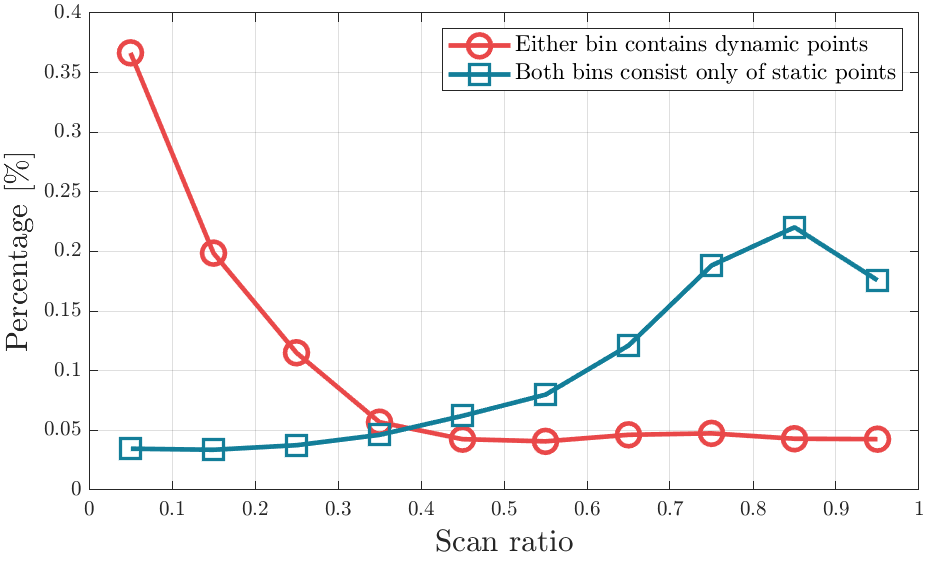 Either bin contains dynamic points
Both bins consist only of static points
Percentage [%]
0.4
0.35
0.3
0.25
0.2
0.15
0.1
0.05
0
0 0.1 0.2 0.3 0.4 0.5 0.6 0.7 0.8 0.9 1
Scan ratio